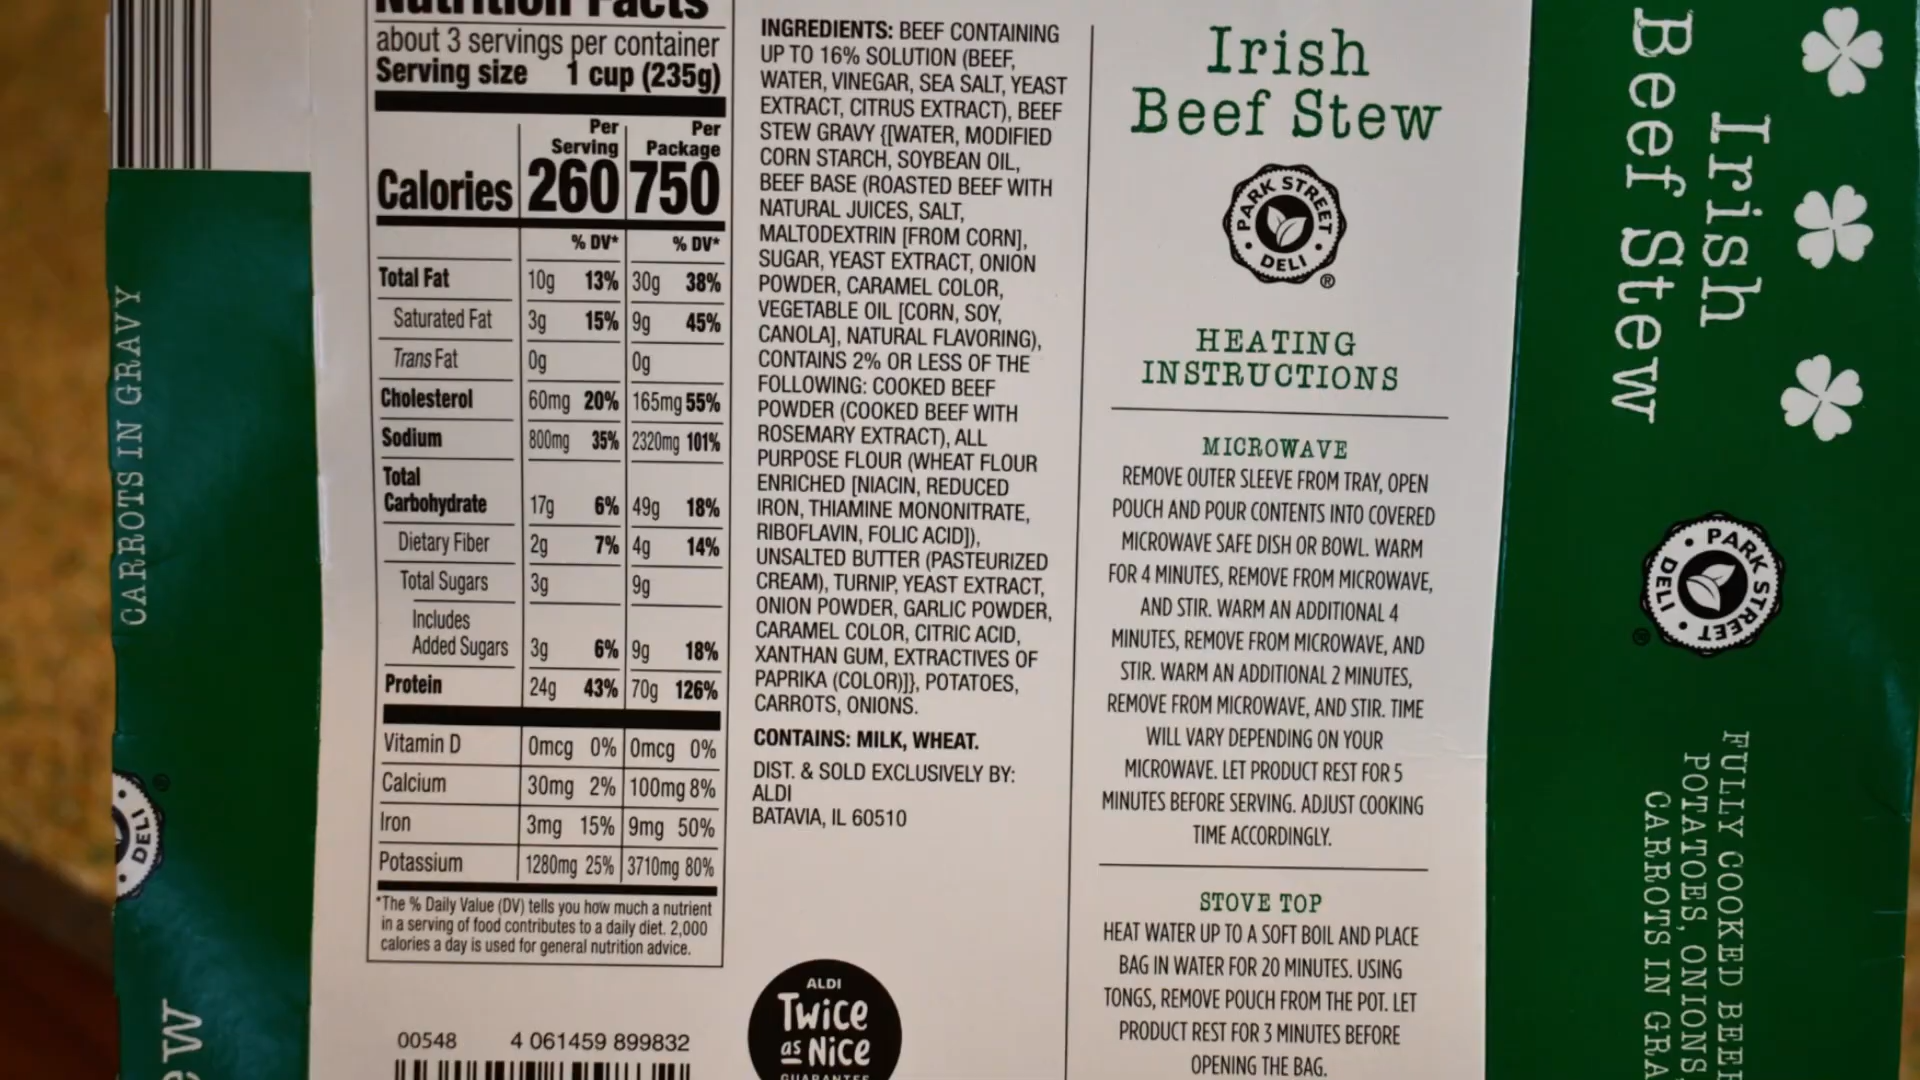 Nutrition Facts
about 3 servings per container
Serving size 1 cup (235g)
Per Serving Per Package
Calories 260 750
% DV* % DV*
Total Fat 10g 13% 30g 38%
Saturated Fat 3g 15% 9g 45%
Trans Fat 0g 0g
Cholesterol 60mg 20% 165mg 55%
Sodium 800mg 35% 2320mg 101%
Total
Carbohydrate 17g 6% 49g 18%
Dietary Fiber 2g 7% 4g 14%
Total Sugars 3g 9g
Includes
Added Sugars 3g 6% 9g 18%
Protein 24g 43% 70g 126%
Vitamin D 0mcg 0% 0mcg 0%
Calcium 30mg 2% 100mg 8%
Iron 3mg 15% 9mg 50%
Potassium 1280mg 25% 3710mg 80%
*The % Daily Value (DV) tells you how much a nutrient
in a serving of food contributes to a daily diet. 2,000
calories a day is used for general nutrition advice.
00548 4 061459 899832
INGREDIENTS: BEEF CONTAINING
UP TO 16% SOLUTION (BEEF,
WATER, VINEGAR, SEA SALT, YEAST
EXTRACT, CITRUS EXTRACT), BEEF
STEW GRAVY {[WATER, MODIFIED
CORN STARCH, SOYBEAN OIL,
BEEF BASE (ROASTED BEEF WITH
NATURAL JUICES, SALT,
MALTODEXTRIN [FROM CORN],
SUGAR, YEAST EXTRACT, ONION
POWDER, CARAMEL COLOR,
VEGETABLE OIL [CORN, SOY,
CANOLA], NATURAL FLAVORING),
CONTAINS 2% OR LESS OF THE
FOLLOWING: COOKED BEEF
POWDER (COOKED BEEF WITH
ROSEMARY EXTRACT), ALL
PURPOSE FLOUR (WHEAT FLOUR
ENRICHED [NIACIN, REDUCED
IRON, THIAMINE MONONITRATE,
RIBOFLAVIN, FOLIC ACID]),
UNSALTED BUTTER (PASTEURIZED
CREAM), TURNIP, YEAST EXTRACT,
ONION POWDER, GARLIC POWDER,
CARAMEL COLOR, CITRIC ACID,
XANTHAN GUM, EXTRACTIVES OF
PAPRIKA (COLOR)]}, POTATOES,
CARROTS, ONIONS.
CONTAINS: MILK, WHEAT.
DIST. & SOLD EXCLUSIVELY BY:
ALDI
BATAVIA, IL 60510
ALDI
Twice
as Nice
GUARANTEE
Irish
Beef Stew
PARK STREET
DELI
®
HEATING
INSTRUCTIONS
MICROWAVE
REMOVE OUTER SLEEVE FROM TRAY, OPEN
POUCH AND POUR CONTENTS INTO COVERED
MICROWAVE SAFE DISH OR BOWL. WARM
FOR 4 MINUTES, REMOVE FROM MICROWAVE,
AND STIR. WARM AN ADDITIONAL 4
MINUTES, REMOVE FROM MICROWAVE, AND
STIR. WARM AN ADDITIONAL 2 MINUTES,
REMOVE FROM MICROWAVE, AND STIR. TIME
WILL VARY DEPENDING ON YOUR
MICROWAVE. LET PRODUCT REST FOR 5
MINUTES BEFORE SERVING. ADJUST COOKING
TIME ACCORDINGLY.
STOVE TOP
HEAT WATER UP TO A SOFT BOIL AND PLACE
BAG IN WATER FOR 20 MINUTES. USING
TONGS, REMOVE POUCH FROM THE POT. LET
PRODUCT REST FOR 3 MINUTES BEFORE
OPENING THE BAG.
Irish
Beef Stew
PARK STREET
DELI
®
FULLY COOKED BEEF
POTATOES, ONIONS
CARROTS IN GRA
CARROTS IN GRAVY
DELI
®
ew